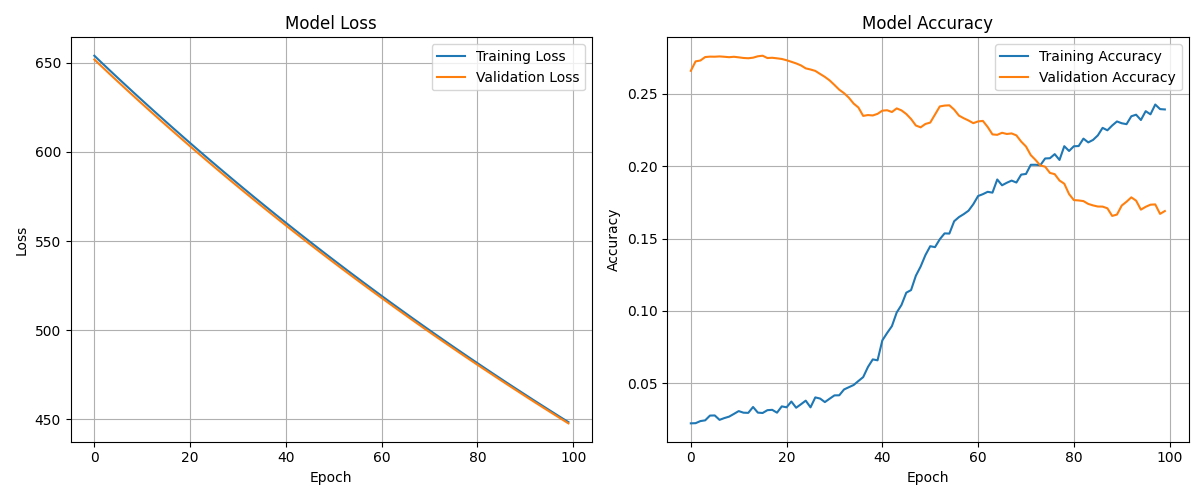 Model Loss
Training Loss
Validation Loss
650
600
550
500
450
Loss
0 20 40 60 80 100
Epoch
Model Accuracy
Training Accuracy
Validation Accuracy
0.25
0.20
0.15
0.10
0.05
Accuracy
0 20 40 60 80 100
Epoch